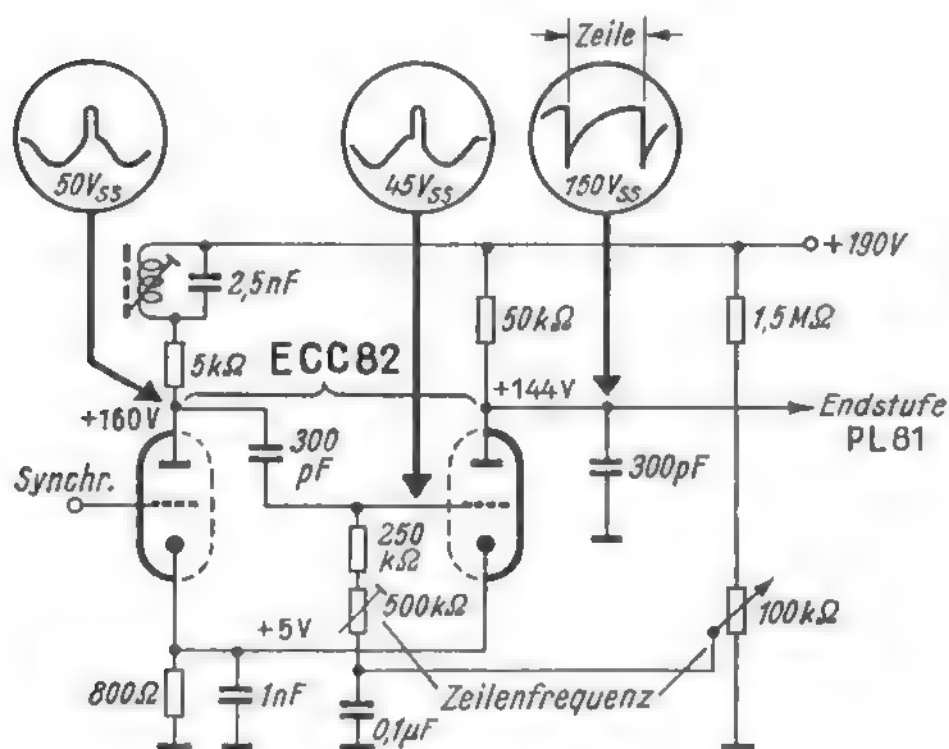 Zeile
50Vss
45Vss
150Vss
+190V
2,5nF
50kΩ
1,5MΩ
5kΩ
ECC82
+160V
+144V
Endstufe
PL81
300
pF
300pF
Synchr.
250
kΩ
500kΩ
100kΩ
+5V
800Ω
1nF
0,1µF
Zeilenfrequenz